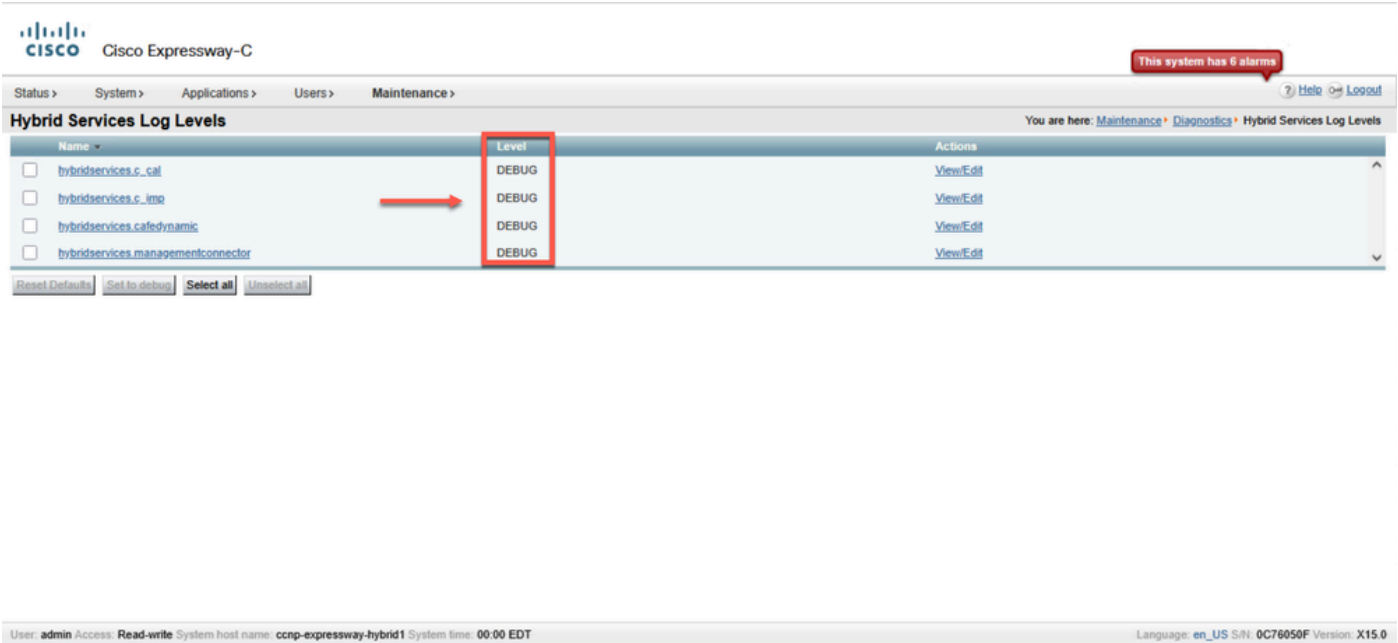 CISCO Cisco Expressway-C
This system has 6 alarms
Status > System > Applications > Users > Maintenance > ? Help Logout
Hybrid Services Log Levels You are here: Maintenance Diagnostics Hybrid Services Log Levels
Name Level Actions
hybridservices.c_cal DEBUG View/Edit
hybridservices.c_imp DEBUG View/Edit
hybridservices.cafedynamic DEBUG View/Edit
hybridservices.managementconnector DEBUG View/Edit
Reset Defaults Set to debug Select all Unselect all
User: admin Access: Read-write System host name: ccnp-expressway-hybrid1 System time: 00:00 EDT Language: en_US S/N: 0C76050F Version: X15.0